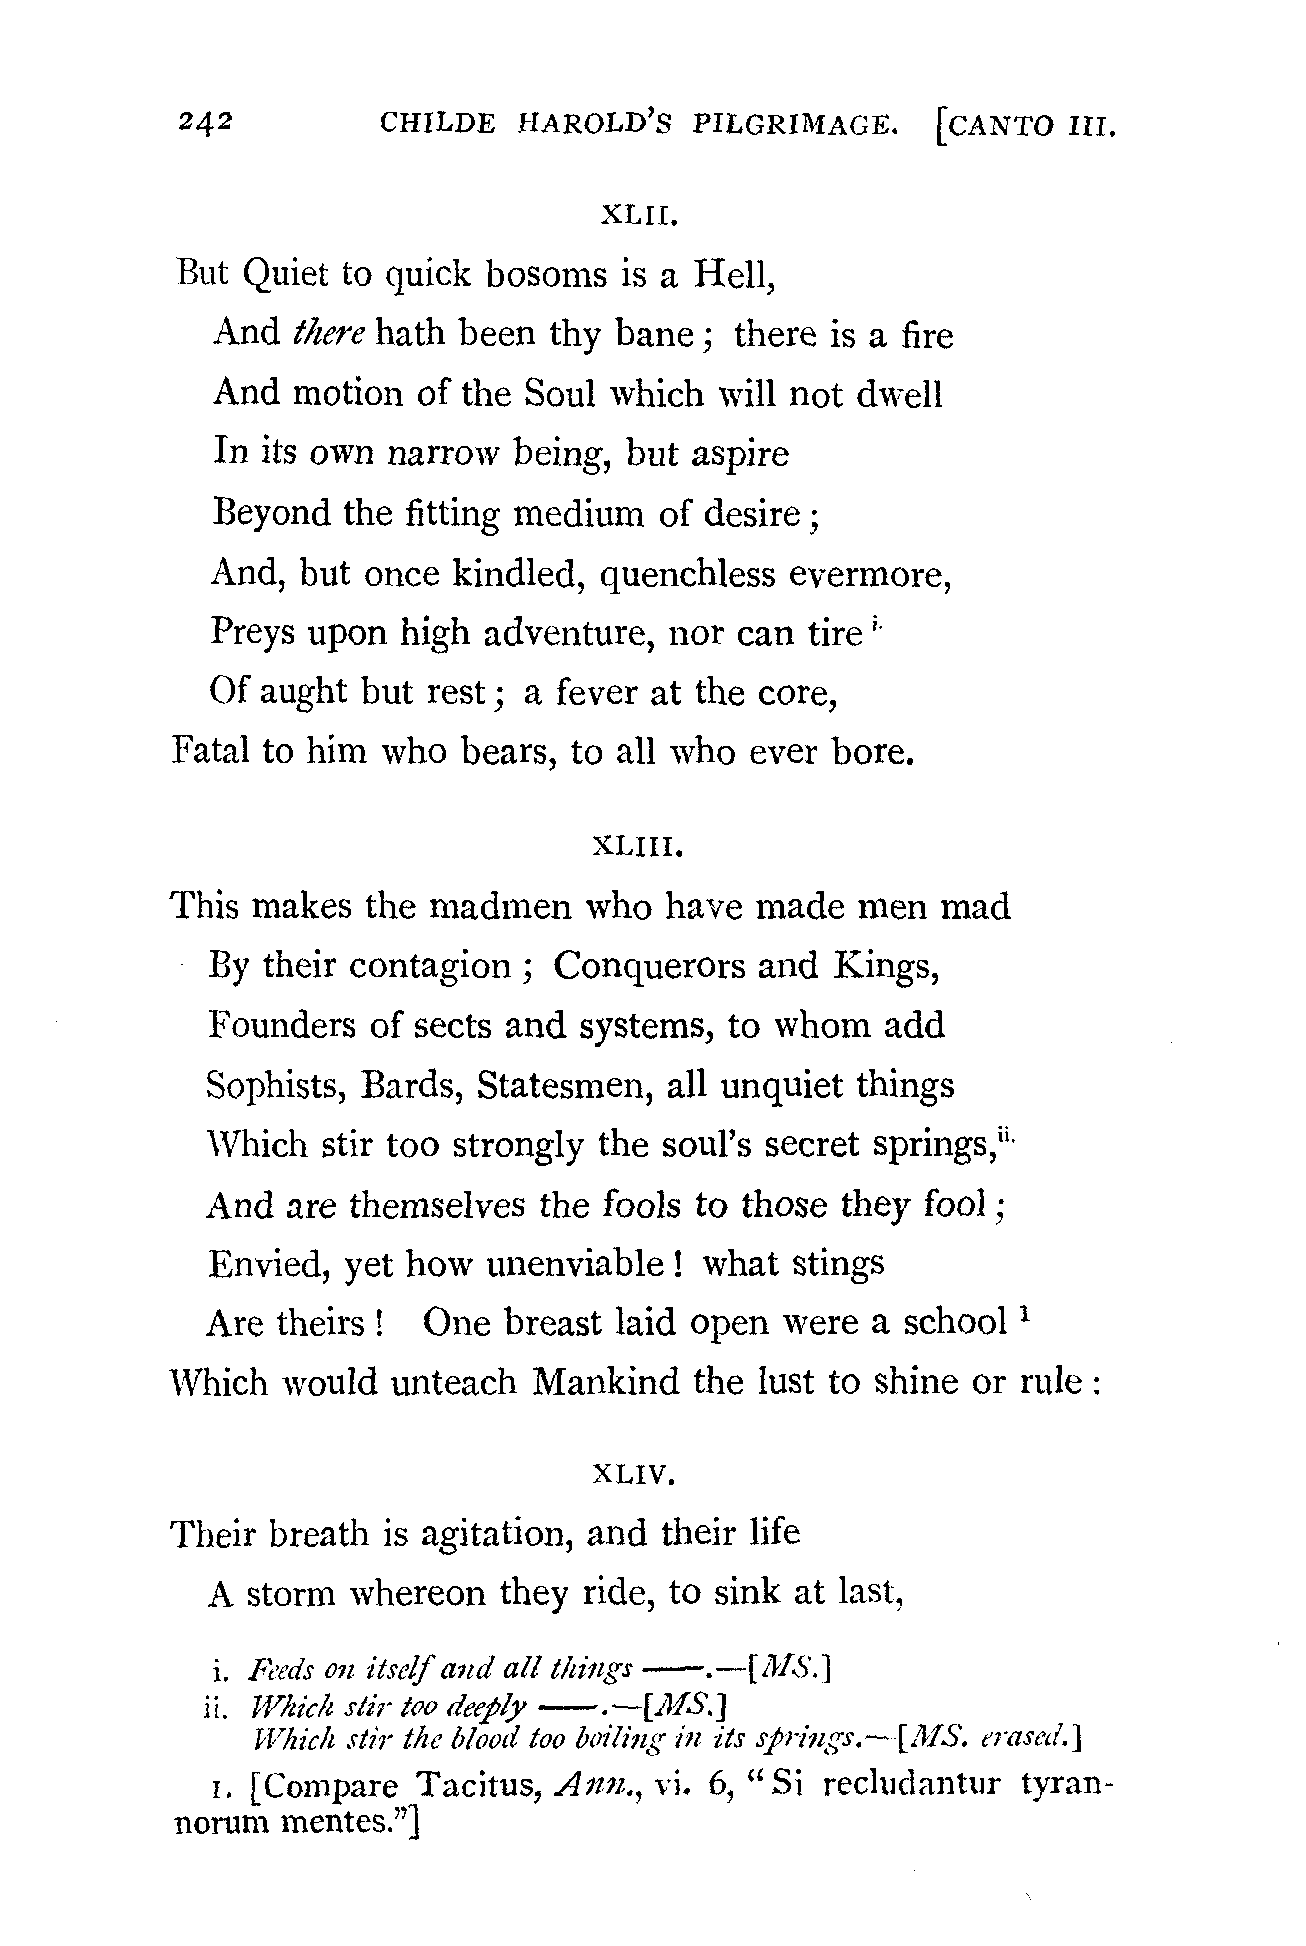 242 CHILDE HAROLD'S PILGRIMAGE. [CANTO III.
XLII.
But Quiet to quick bosoms is a Hell,
And there hath been thy bane; there is a fire
And motion of the Soul which will not dwell
In its own narrow being, but aspire
Beyond the fitting medium of desire;
And, but once kindled, quenchless evermore,
Preys upon high adventure, nor can tire i.
Of aught but rest; a fever at the core,
Fatal to him who bears, to all who ever bore.
XLIII.
This makes the madmen who have made men mad
By their contagion; Conquerors and Kings,
Founders of sects and systems, to whom add
Sophists, Bards, Statesmen, all unquiet things
Which stir too strongly the soul's secret springs, ii.
And are themselves the fools to those they fool;
Envied, yet how unenviable! what stings
Are theirs! One breast laid open were a school 1
Which would unteach Mankind the lust to shine or rule:
XLIV.
Their breath is agitation, and their life
A storm whereon they ride, to sink at last,
i. Feeds on itself and all things ——.—[MS.]
ii. Which stir too deeply ——.—[MS.]
Which stir the blood too boiling in its springs.—[MS. erased.]
1. [Compare Tacitus, Ann., vi. 6, "Si recludantur tyran-
norum mentes."]